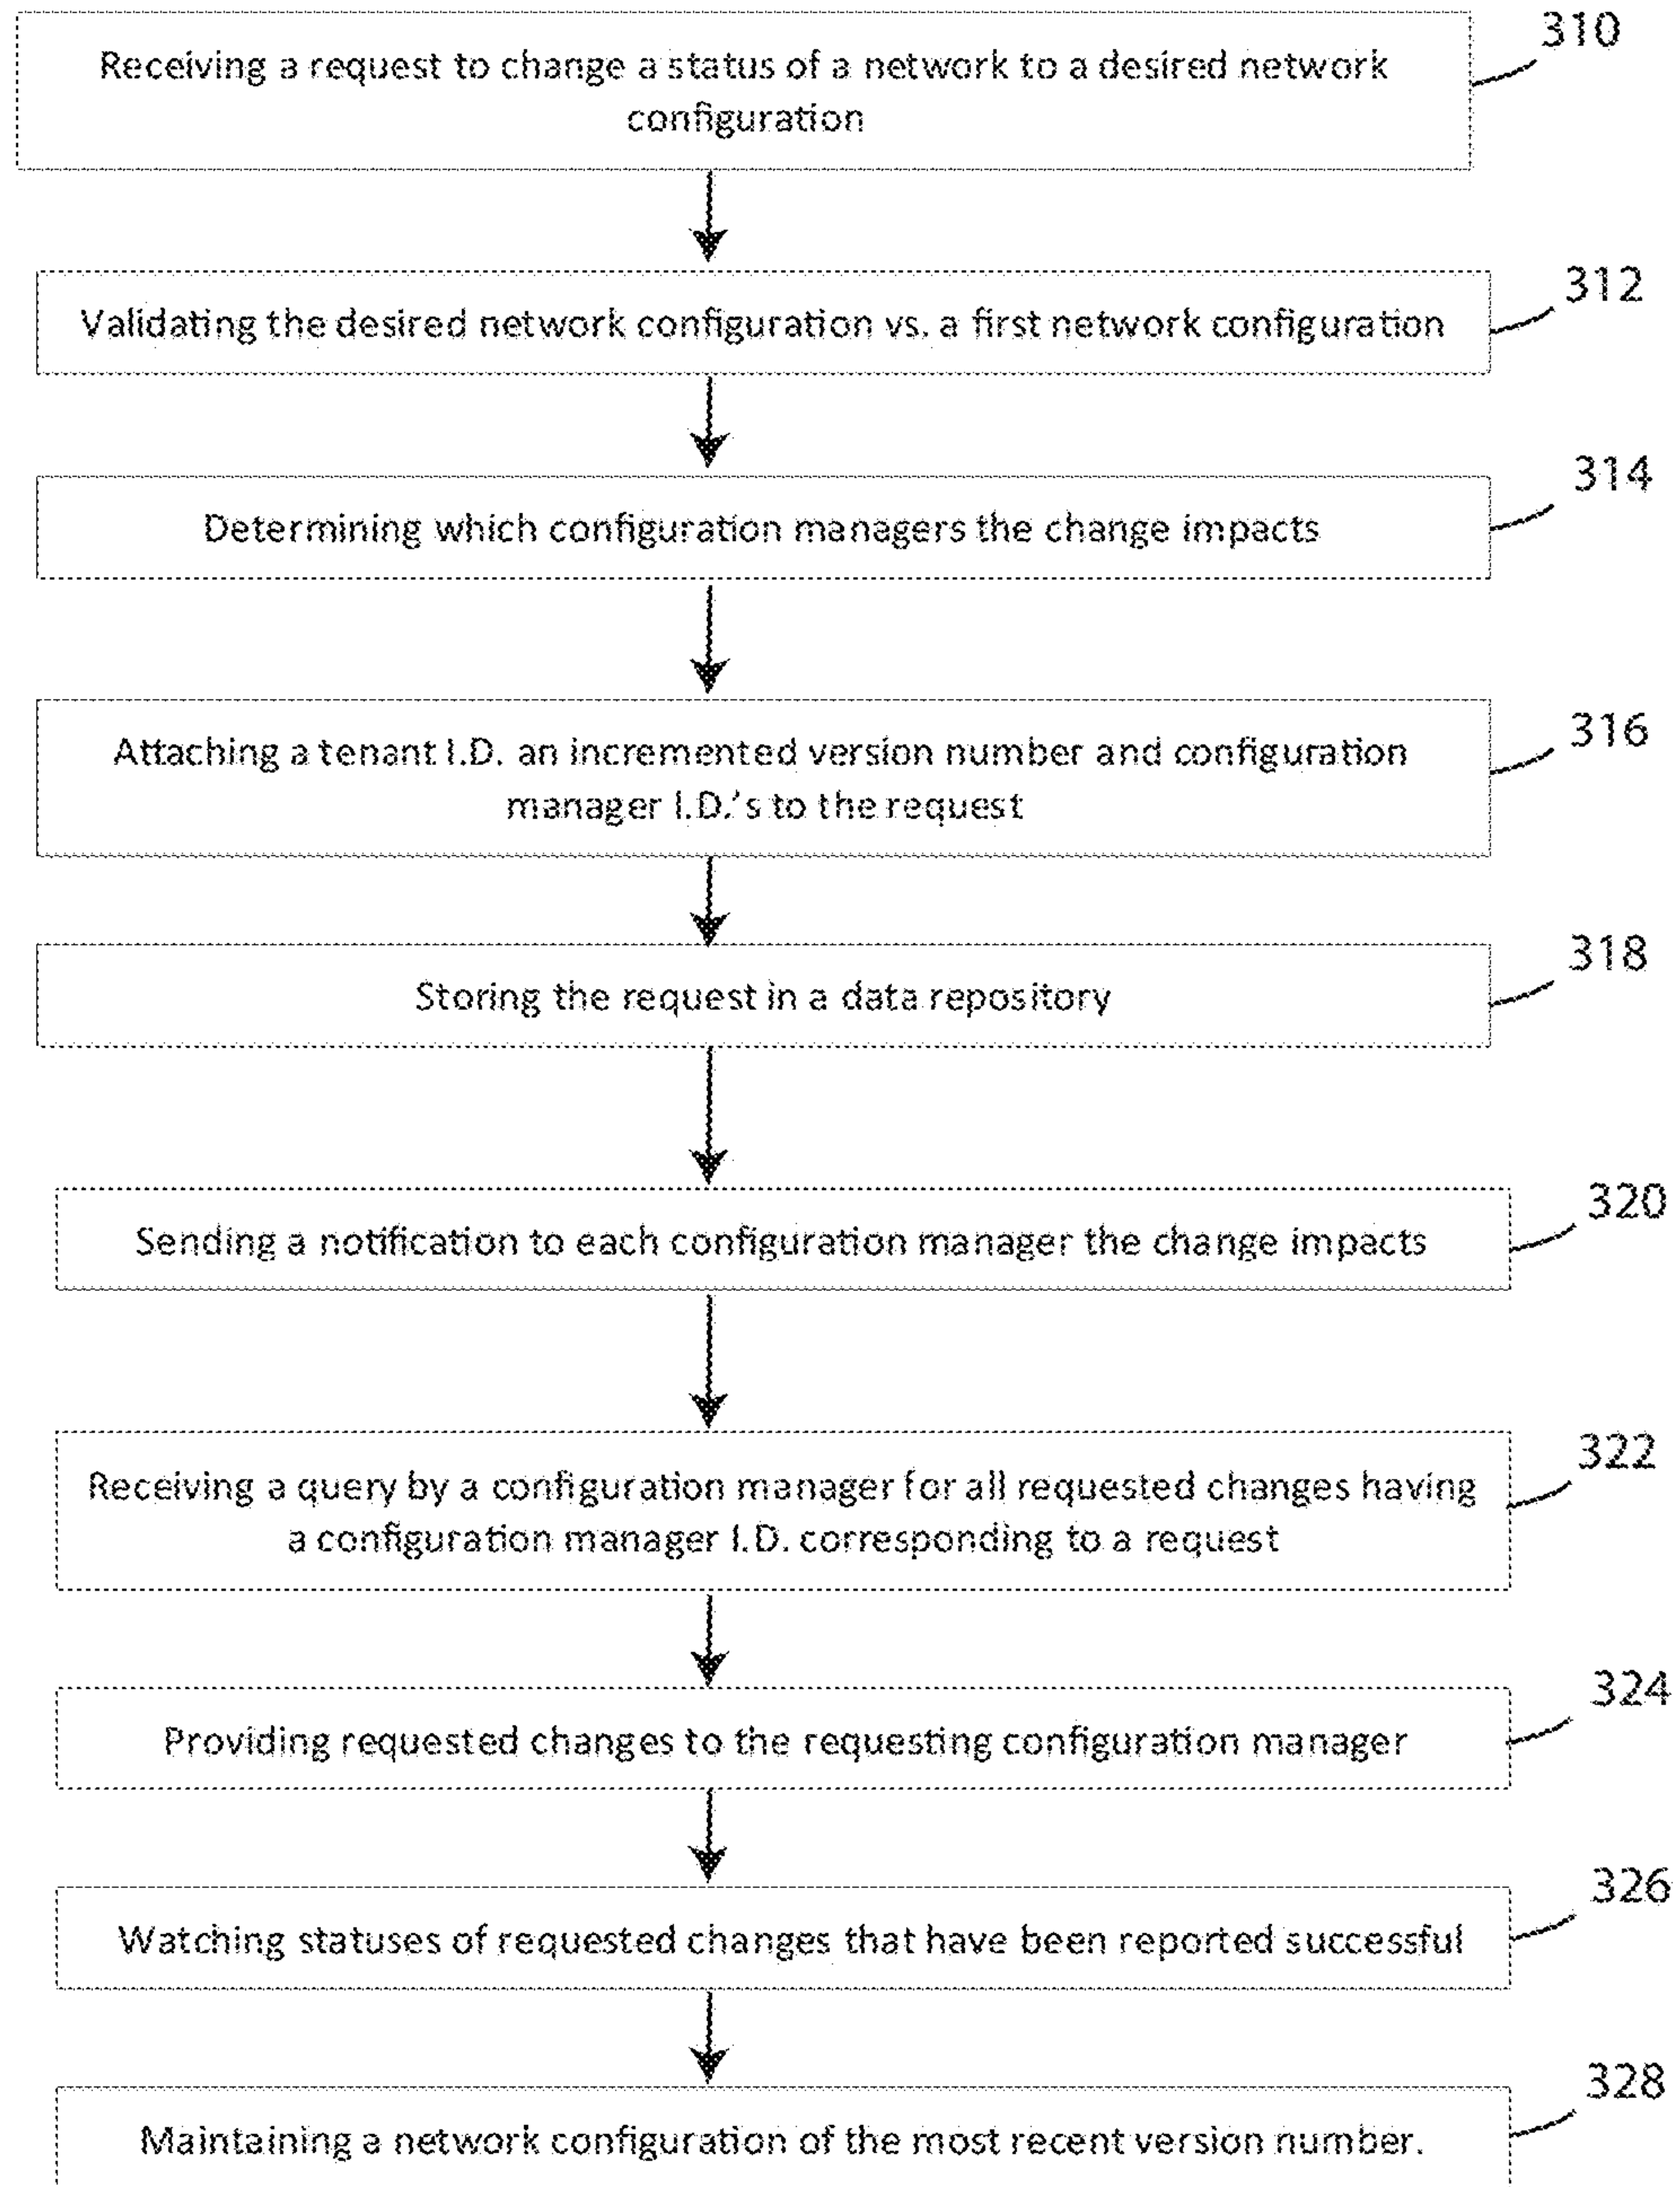 310
Receiving a request to change a status of a network to a desired network
configuration
312
Validating the desired network configuration vs. a first network configuration
314
Determining which configuration managers the change impacts
316
Attaching a tenant I.D. an incremented version number and configuration
manager I.D.'s to the request
318
Storing the request in a data repository
320
Sending a notification to each configuration manager the change impacts
322
Receiving a query by a configuration manager for all requested changes having
a configuration manager I.D. corresponding to a request
324
Providing requested changes to the requesting configuration manager
326
Watching statuses of requested changes that have been reported successful
328
Maintaining a network configuration of the most recent version number.